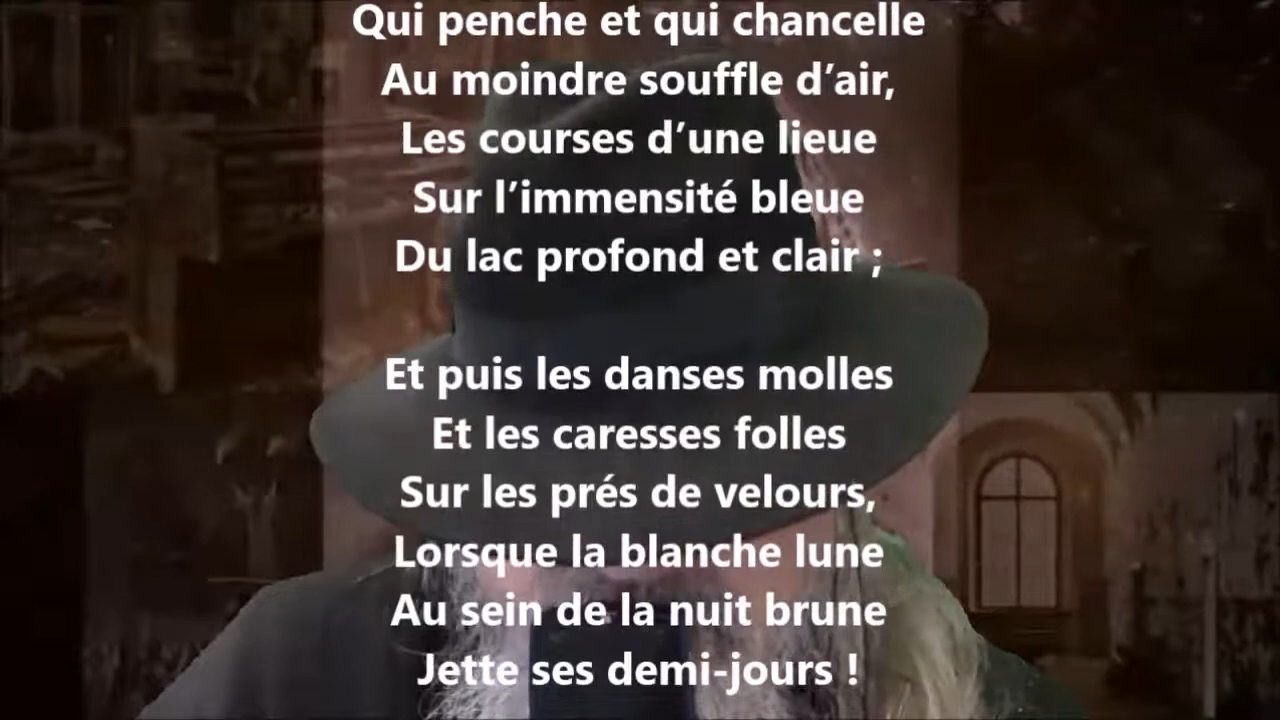 Qui penche et qui chancelle
Au moindre souffle d’air,
Les courses d’une lieue
Sur l’immensité bleue
Du lac profond et clair ;
Et puis les danses molles
Et les caresses folles
Sur les prés de velours,
Lorsque la blanche lune
Au sein de la nuit brune
Jette ses demi-jours !